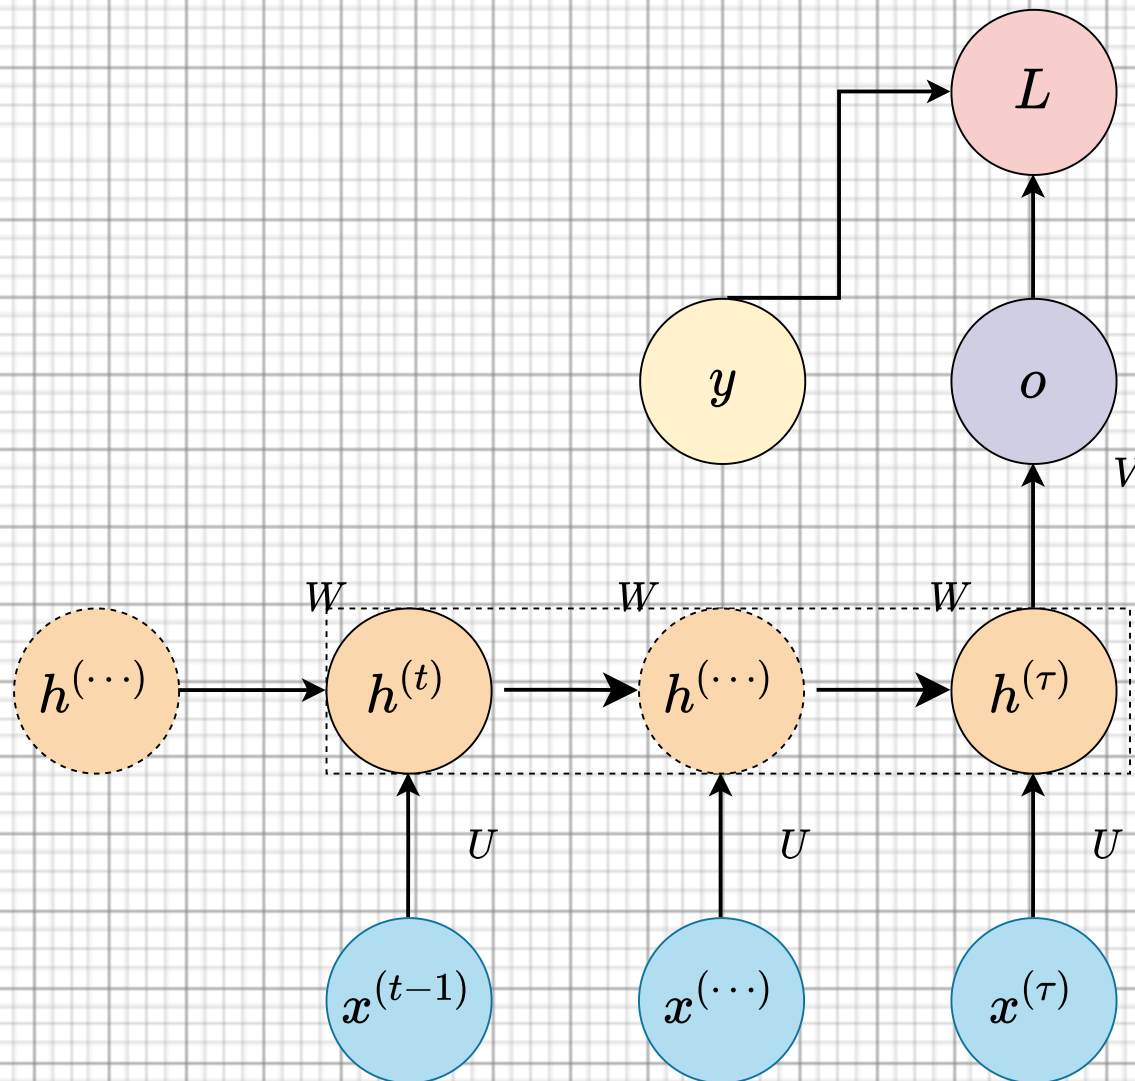 L
y o
V
W W W
h^(⋯) h^(t) h^(⋯) h^(τ)
U U U
x^(t−1) x^(⋯) x^(τ)